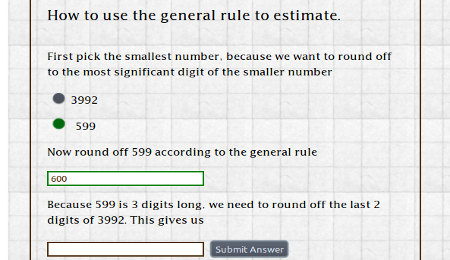 How to use the general rule to estimate.
First pick the smallest number, because we want to round off
to the most significant digit of the smaller number
3992
599
Now round off 599 according to the general rule
600
Because 599 is 3 digits long, we need to round off the last 2
digits of 3992. This gives us
Submit Answer